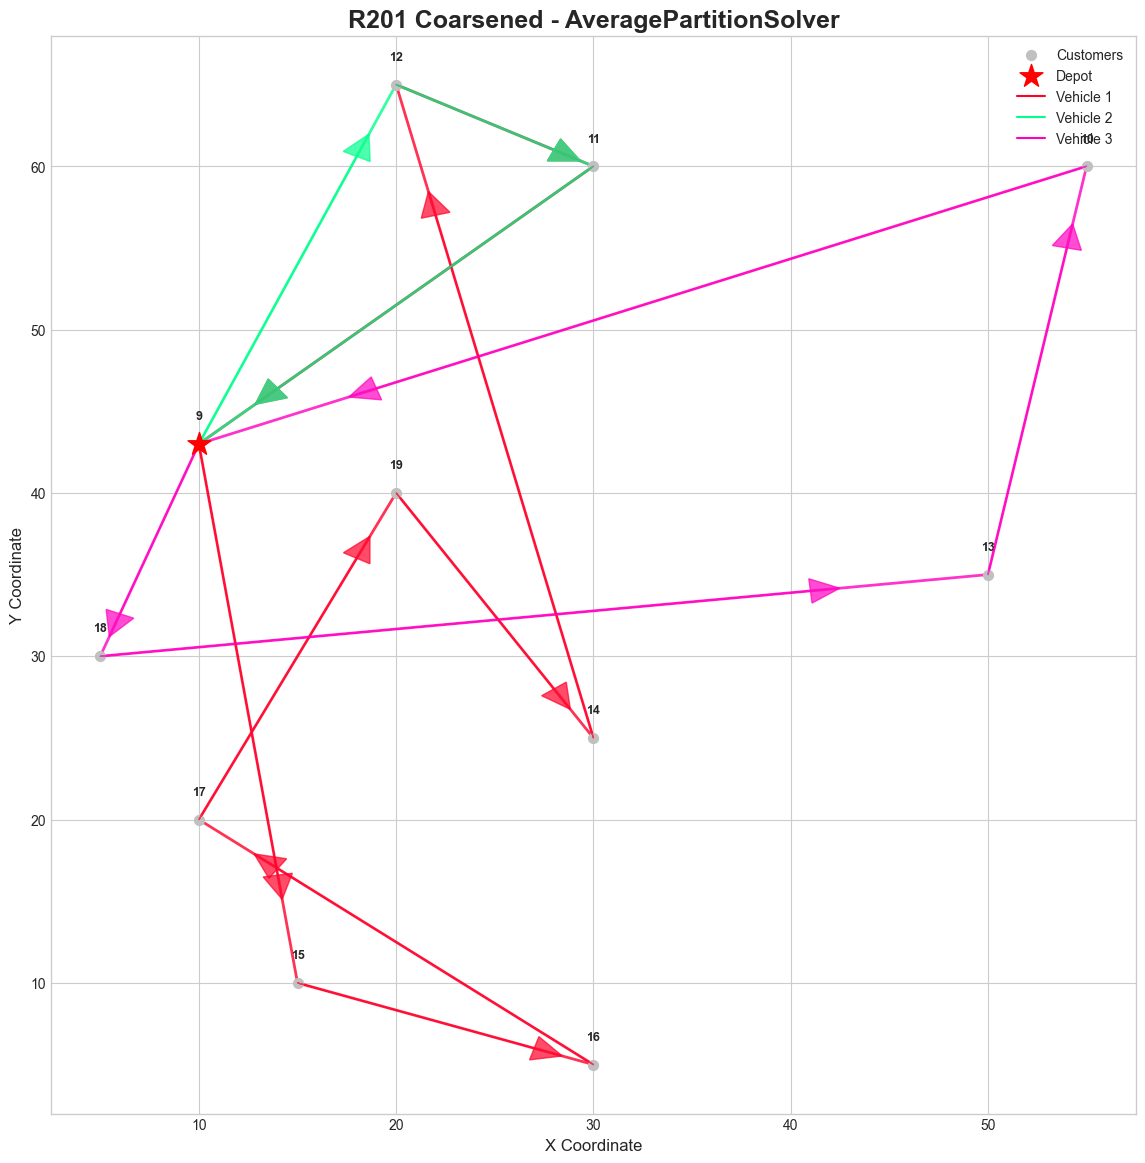 R201 Coarsened - AveragePartitionSolver
Customers
Depot
Vehicle 1
Vehicle 2
Vehicle 3
12
11
10
9
19
13
18
14
17
15
16
60
50
40
30
20
10
10
20
30
40
50
Y Coordinate
X Coordinate